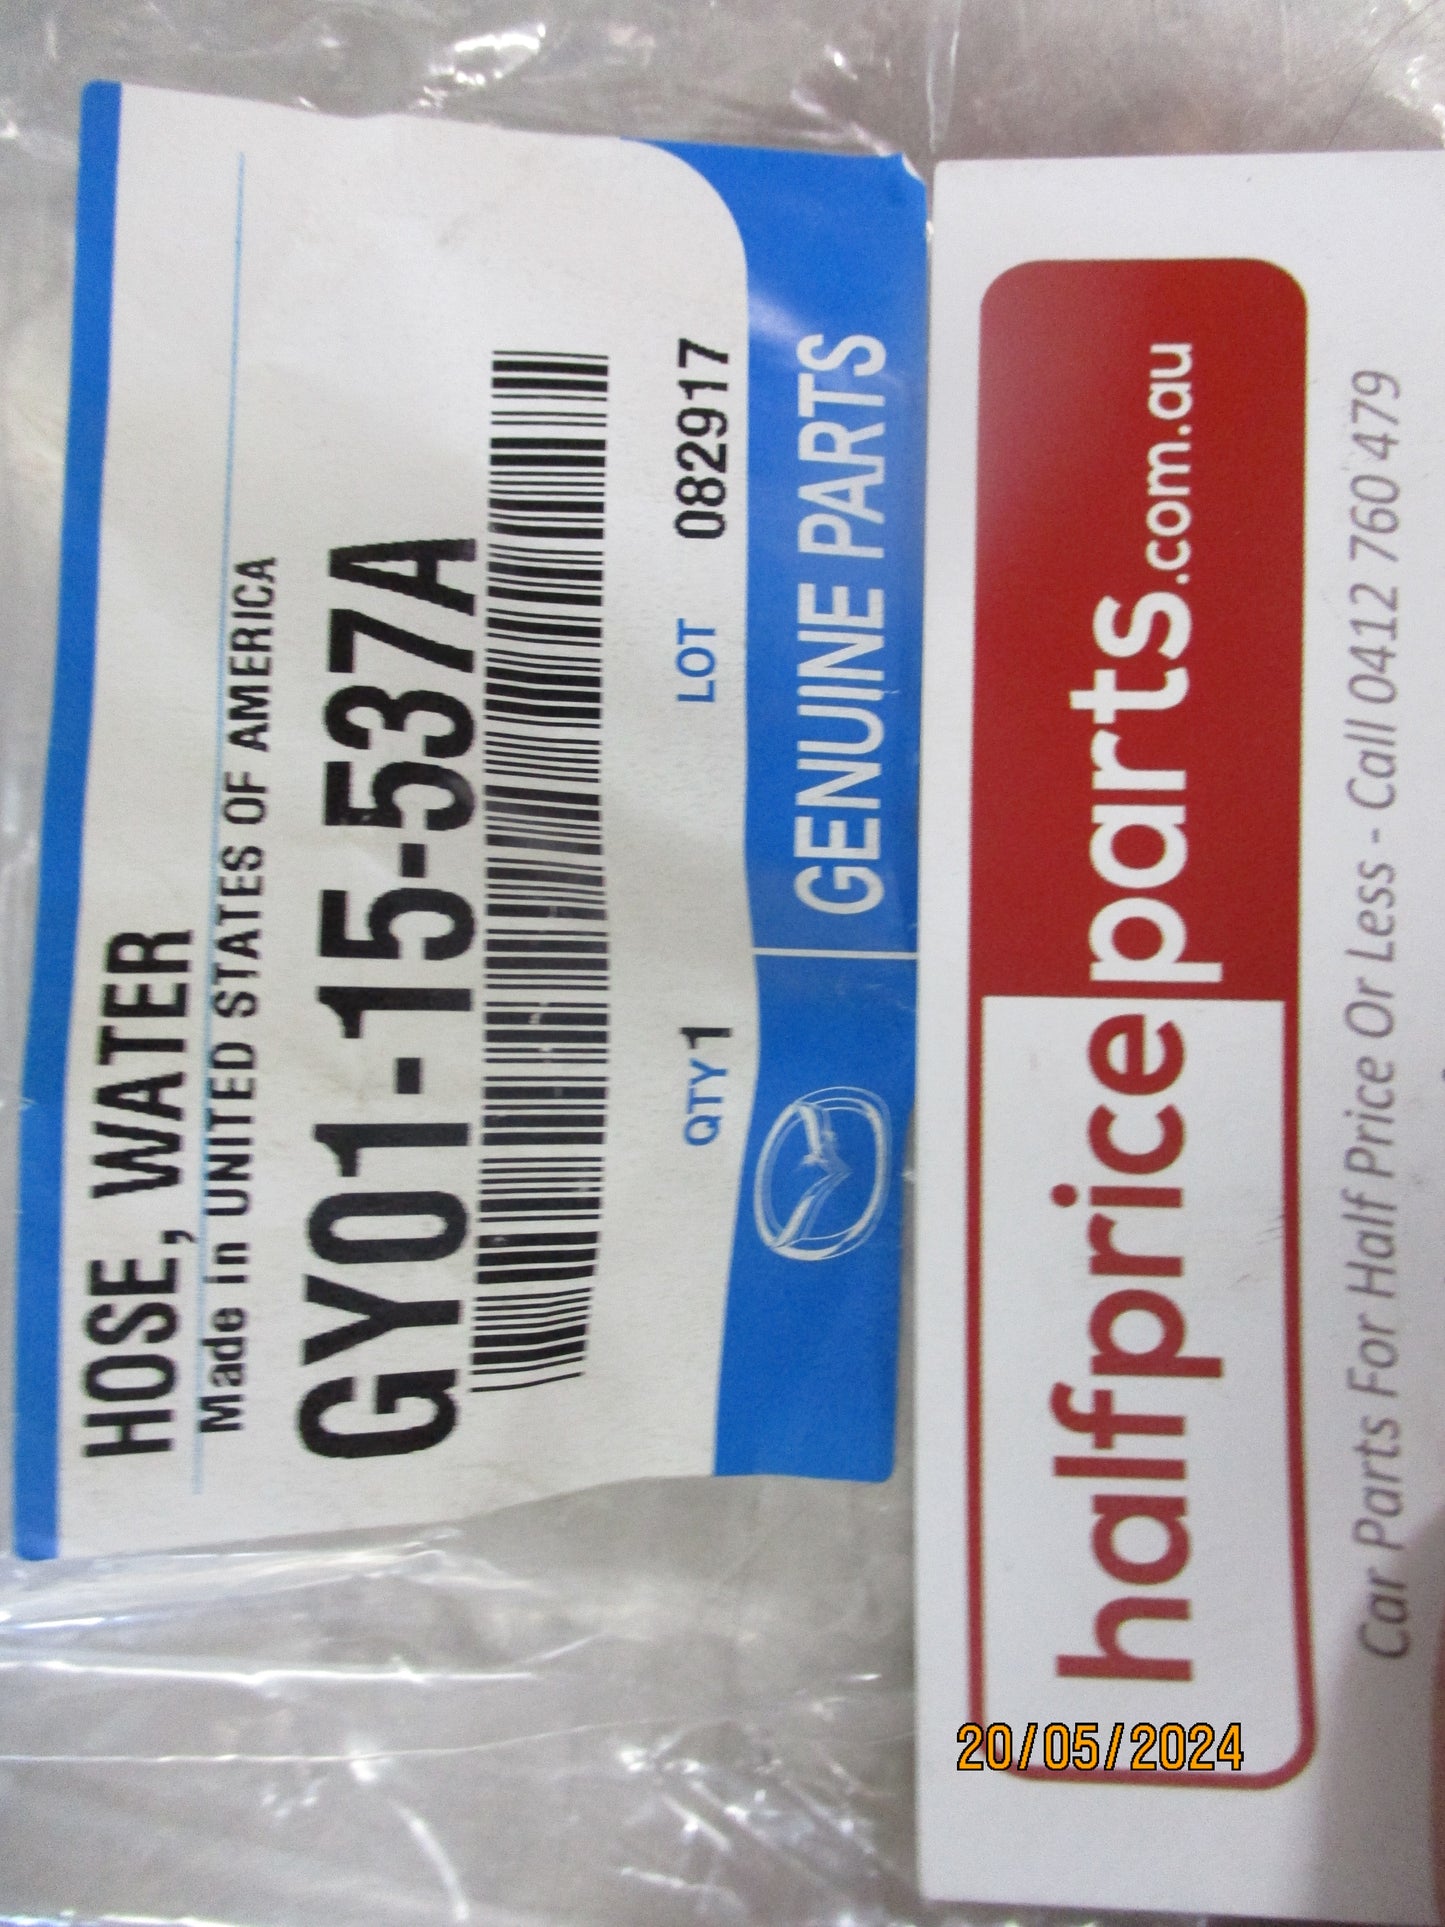 HOSE, WATER
Made in UNITED STATES OF AMERICA
GY01-15-537A
QTY 1 LOT 082917
GENUINE PARTS
halfpriceparts.com.au
Car Parts For Half Price Or Less - Call 0412 760 479
20/05/2024